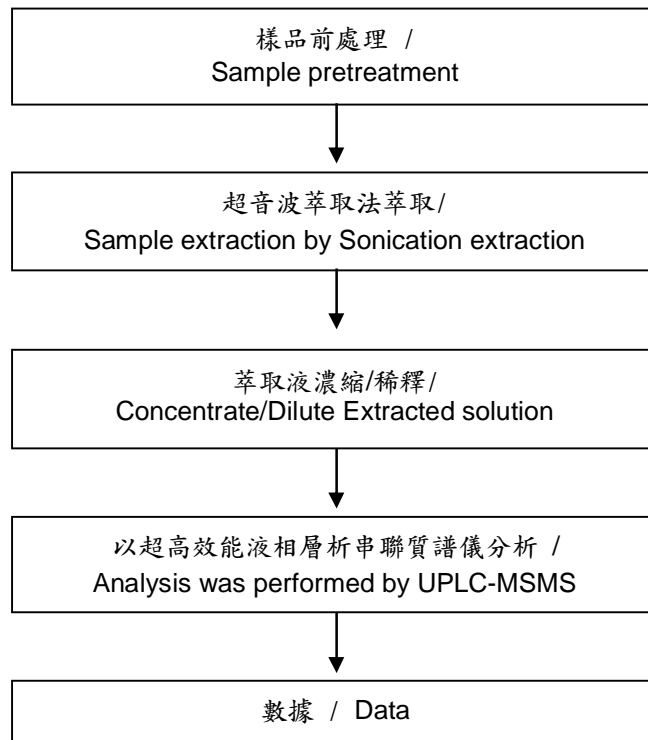 樣品前處理 /
Sample pretreatment
超音波萃取法萃取/
Sample extraction by Sonication extraction
萃取液濃縮/稀釋/
Concentrate/Dilute Extracted solution
以超高效能液相層析串聯質譜儀分析 /
Analysis was performed by UPLC-MSMS
數據 / Data